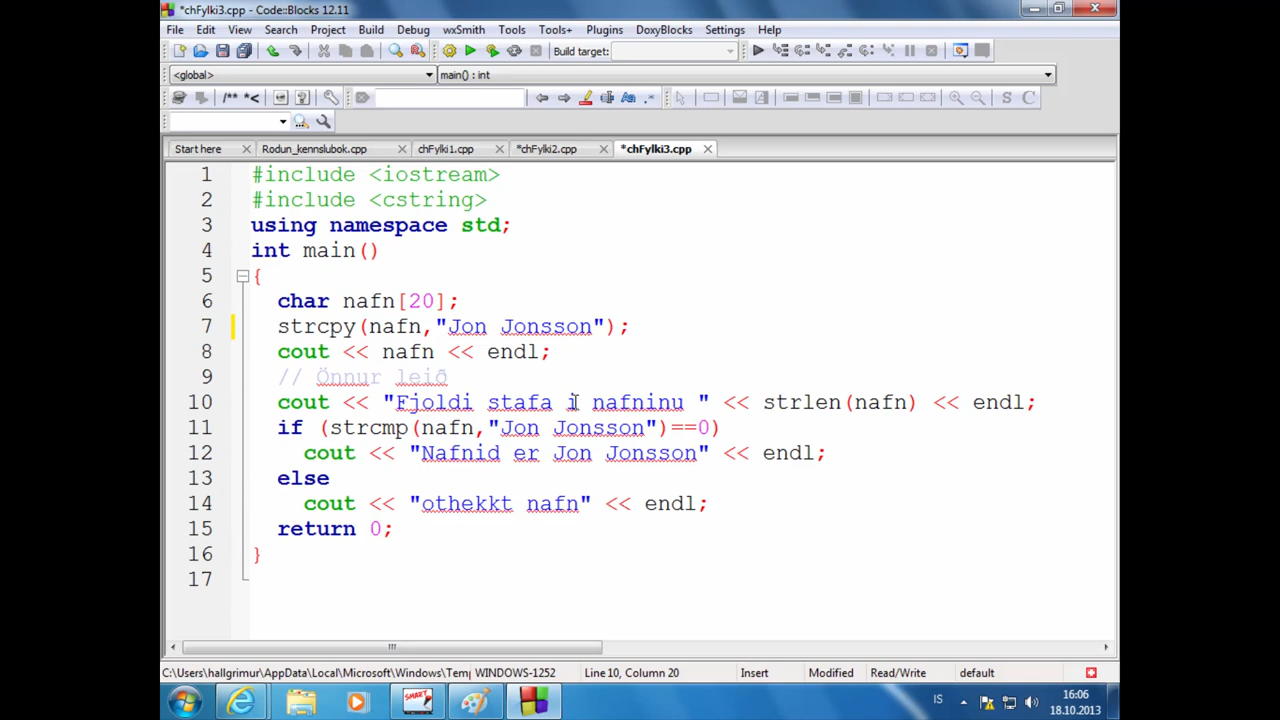 *chFylki3.cpp - Code::Blocks 12.11
File Edit View Search Project Build Debug wxSmith Tools Tools+ Plugins DoxyBlocks Settings Help
Build target:
<global> main() : int
/** *<
Aa .*
S C
Start here Rodun_kennslubok.cpp chFylki1.cpp *chFylki2.cpp *chFylki3.cpp
1 #include <iostream>
2 #include <cstring>
3 using namespace std;
4 int main()
5 {
6 char nafn[20];
7 strcpy(nafn,"Jon Jonsson");
8 cout << nafn << endl;
9 // Önnur leið
10 cout << "Fjoldi stafa i nafninu " << strlen(nafn) << endl;
11 if (strcmp(nafn,"Jon Jonsson")==0)
12 cout << "Nafnid er Jon Jonsson" << endl;
13 else
14 cout << "othekkt nafn" << endl;
15 return 0;
16 }
17
C:\Users\hallgrimur/AppData\Local\Microsoft\Windows\Temp WINDOWS-1252 Line 10, Column 20 Insert Modified Read/Write default
SMART IS 16:06
18.10.2013